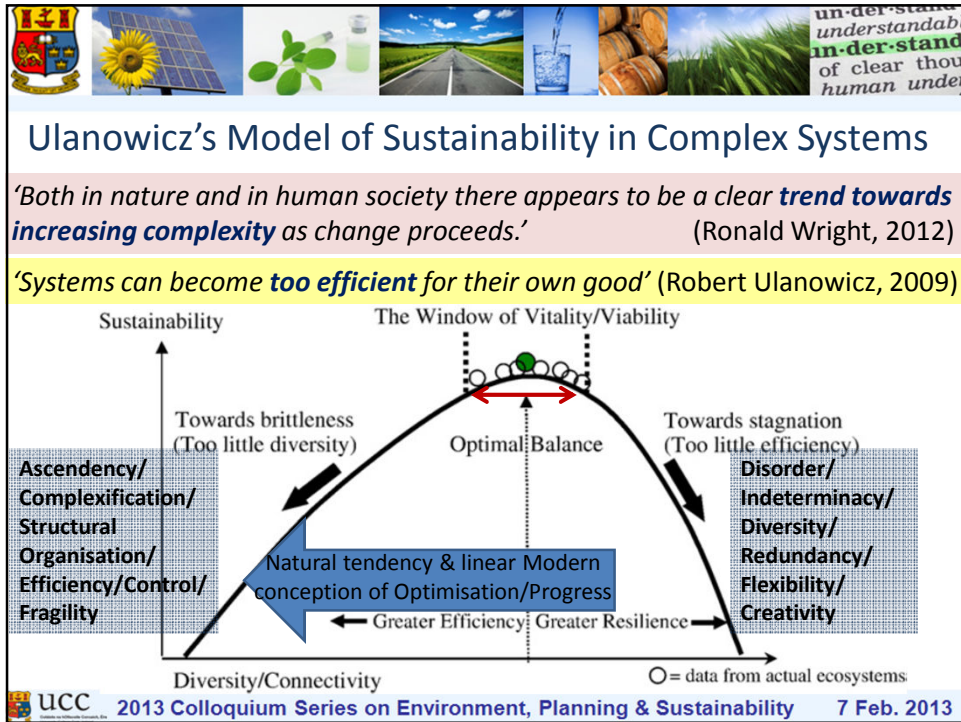 un·der·stand
understandab
un·der·stand
of clear thou
human under
Ulanowicz’s Model of Sustainability in Complex Systems
‘Both in nature and in human society there appears to be a clear trend towards
increasing complexity as change proceeds.’ (Ronald Wright, 2012)
‘Systems can become too efficient for their own good’ (Robert Ulanowicz, 2009)
Sustainability
The Window of Vitality/Viability
Towards brittleness
(Too little diversity)
Optimal Balance
Towards stagnation
(Too little efficiency)
Ascendency/
Complexification/
Structural
Organisation/
Efficiency/Control/
Fragility
Disorder/
Indeterminacy/
Diversity/
Redundancy/
Flexibility/
Creativity
Natural tendency & linear Modern
conception of Optimisation/Progress
Greater Efficiency
Greater Resilience
Diversity/Connectivity
= data from actual ecosystems
UCC
2013 Colloquium Series on Environment, Planning & Sustainability 7 Feb. 2013